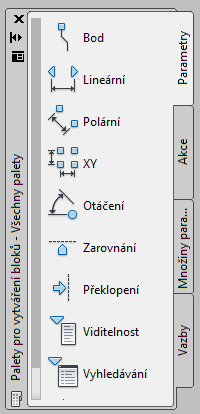 Bod
Lineární
Polární
XY
Otáčení
Zarovnání
Překlopení
Viditelnost
Vyhledávání
Parametry
Akce
Množiny para...
Vazby
Palety pro vytváření bloků - Všechny palety